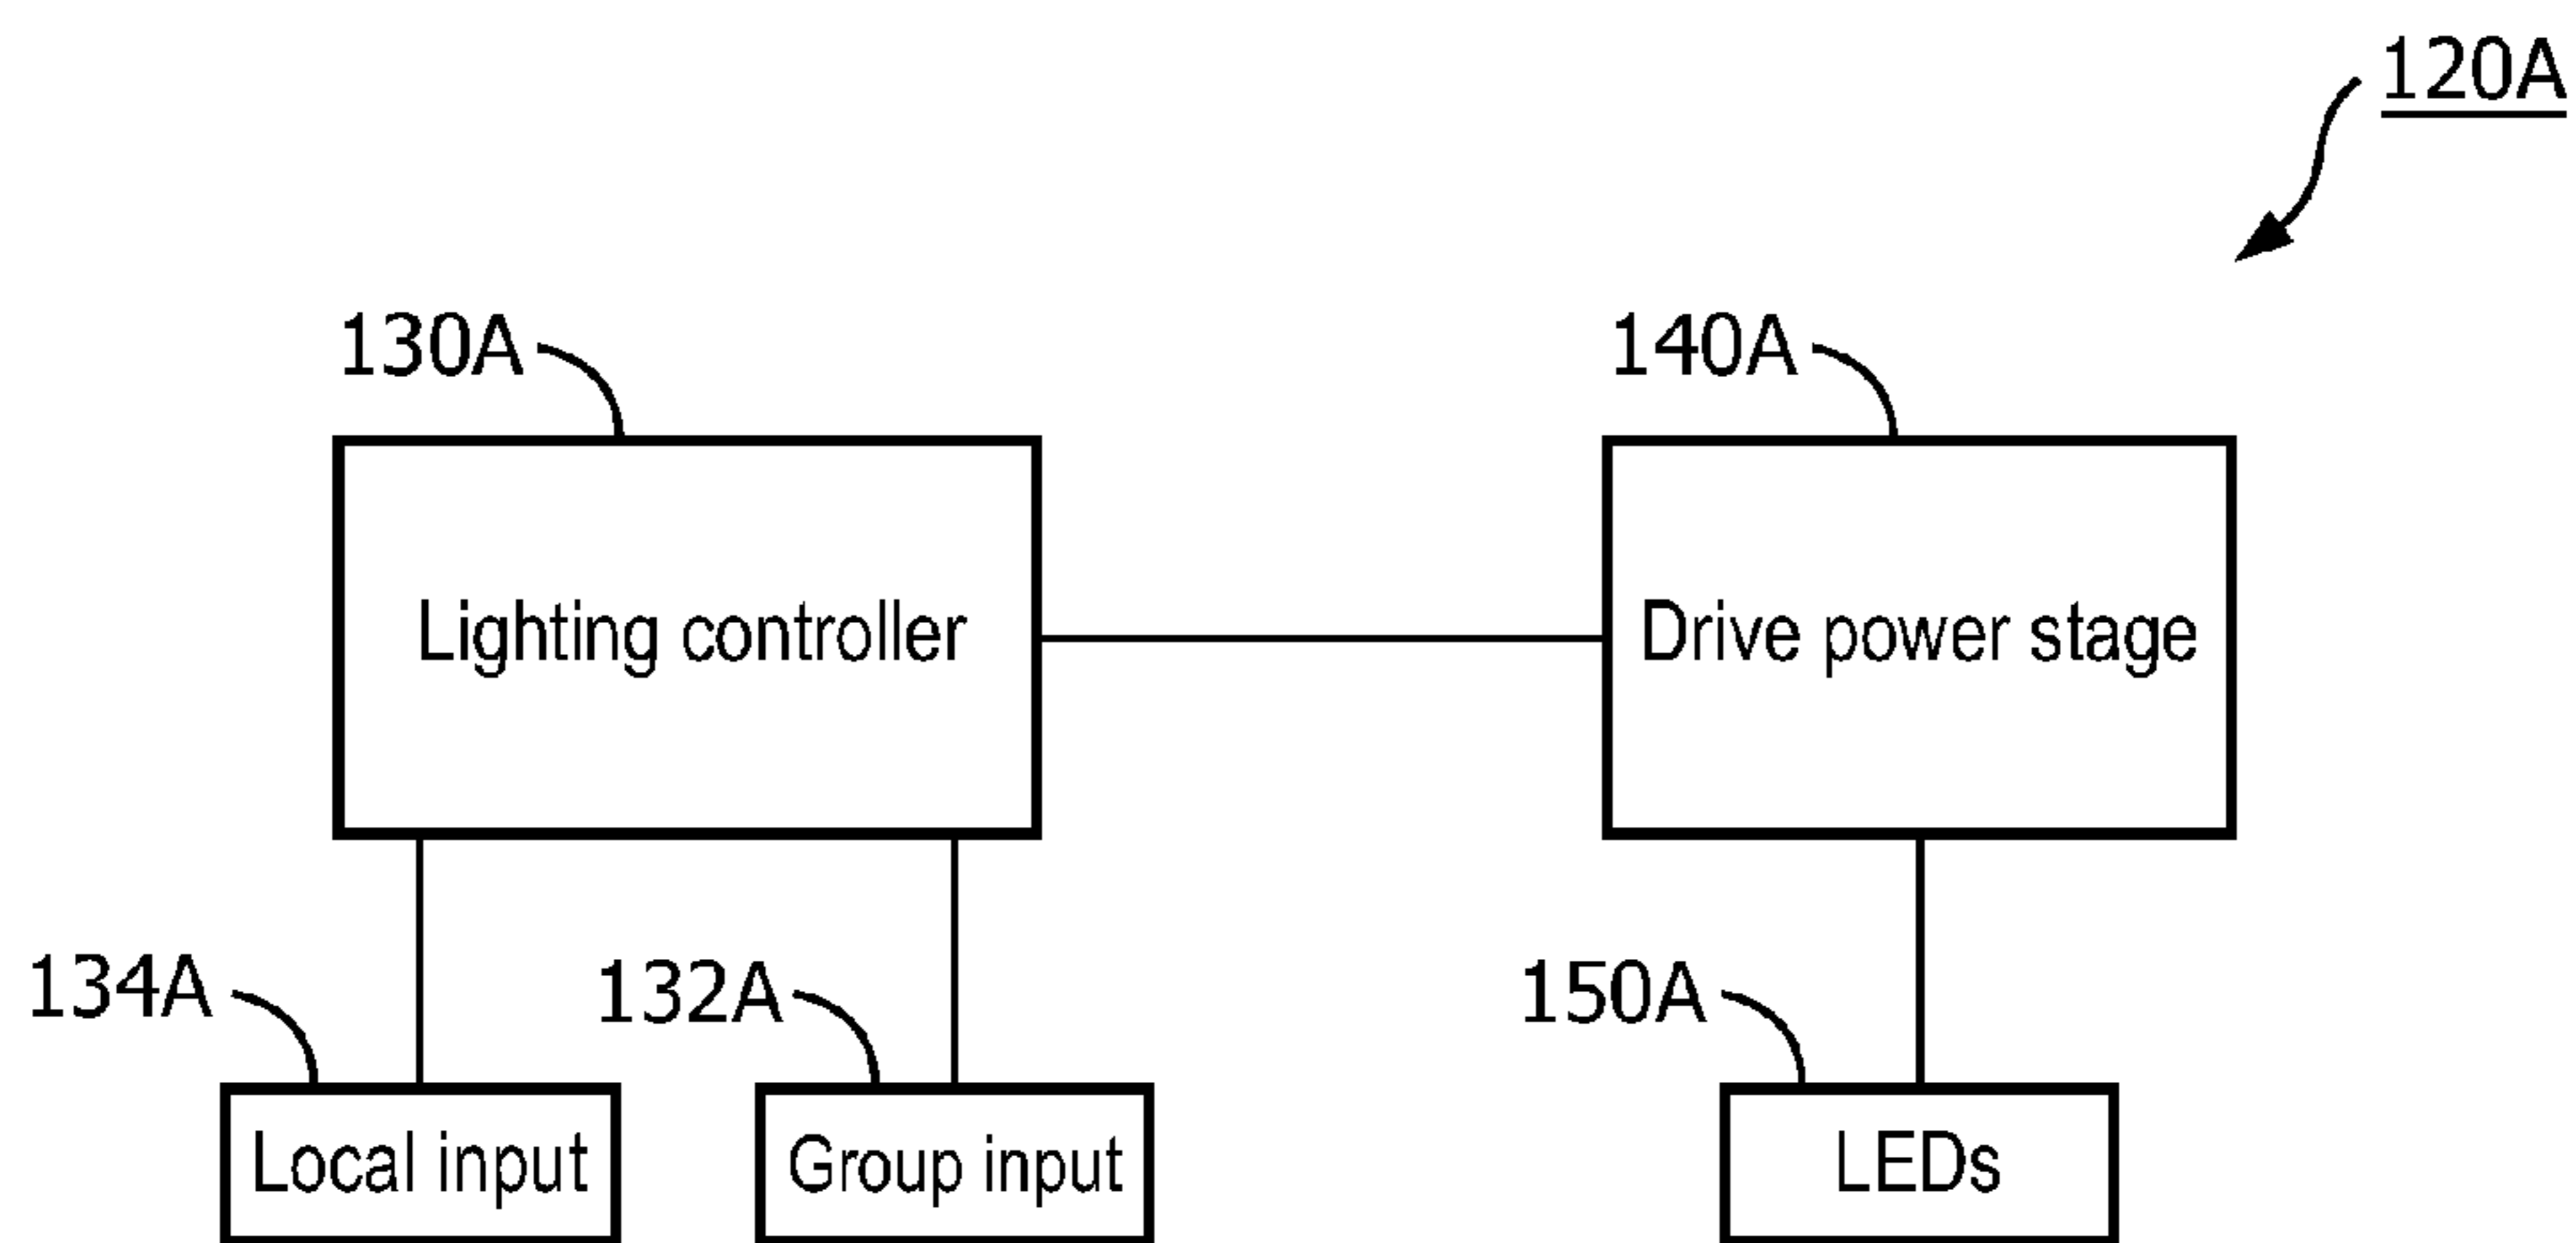 120A
130A
140A
Lighting controller
Drive power stage
134A
132A
150A
Local input
Group input
LEDs